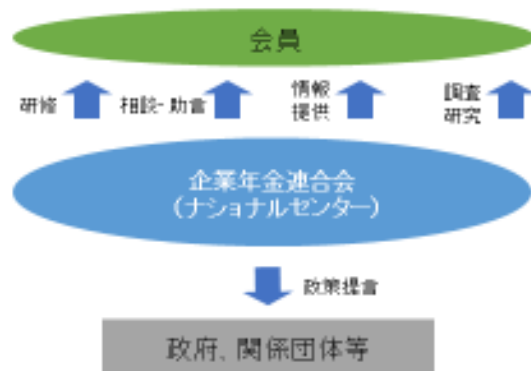 会員
研修
相談・助言
情報
提供
調査
研究
企業年金連合会
（ナショナルセンター）
政策提言
政府、関係団体等